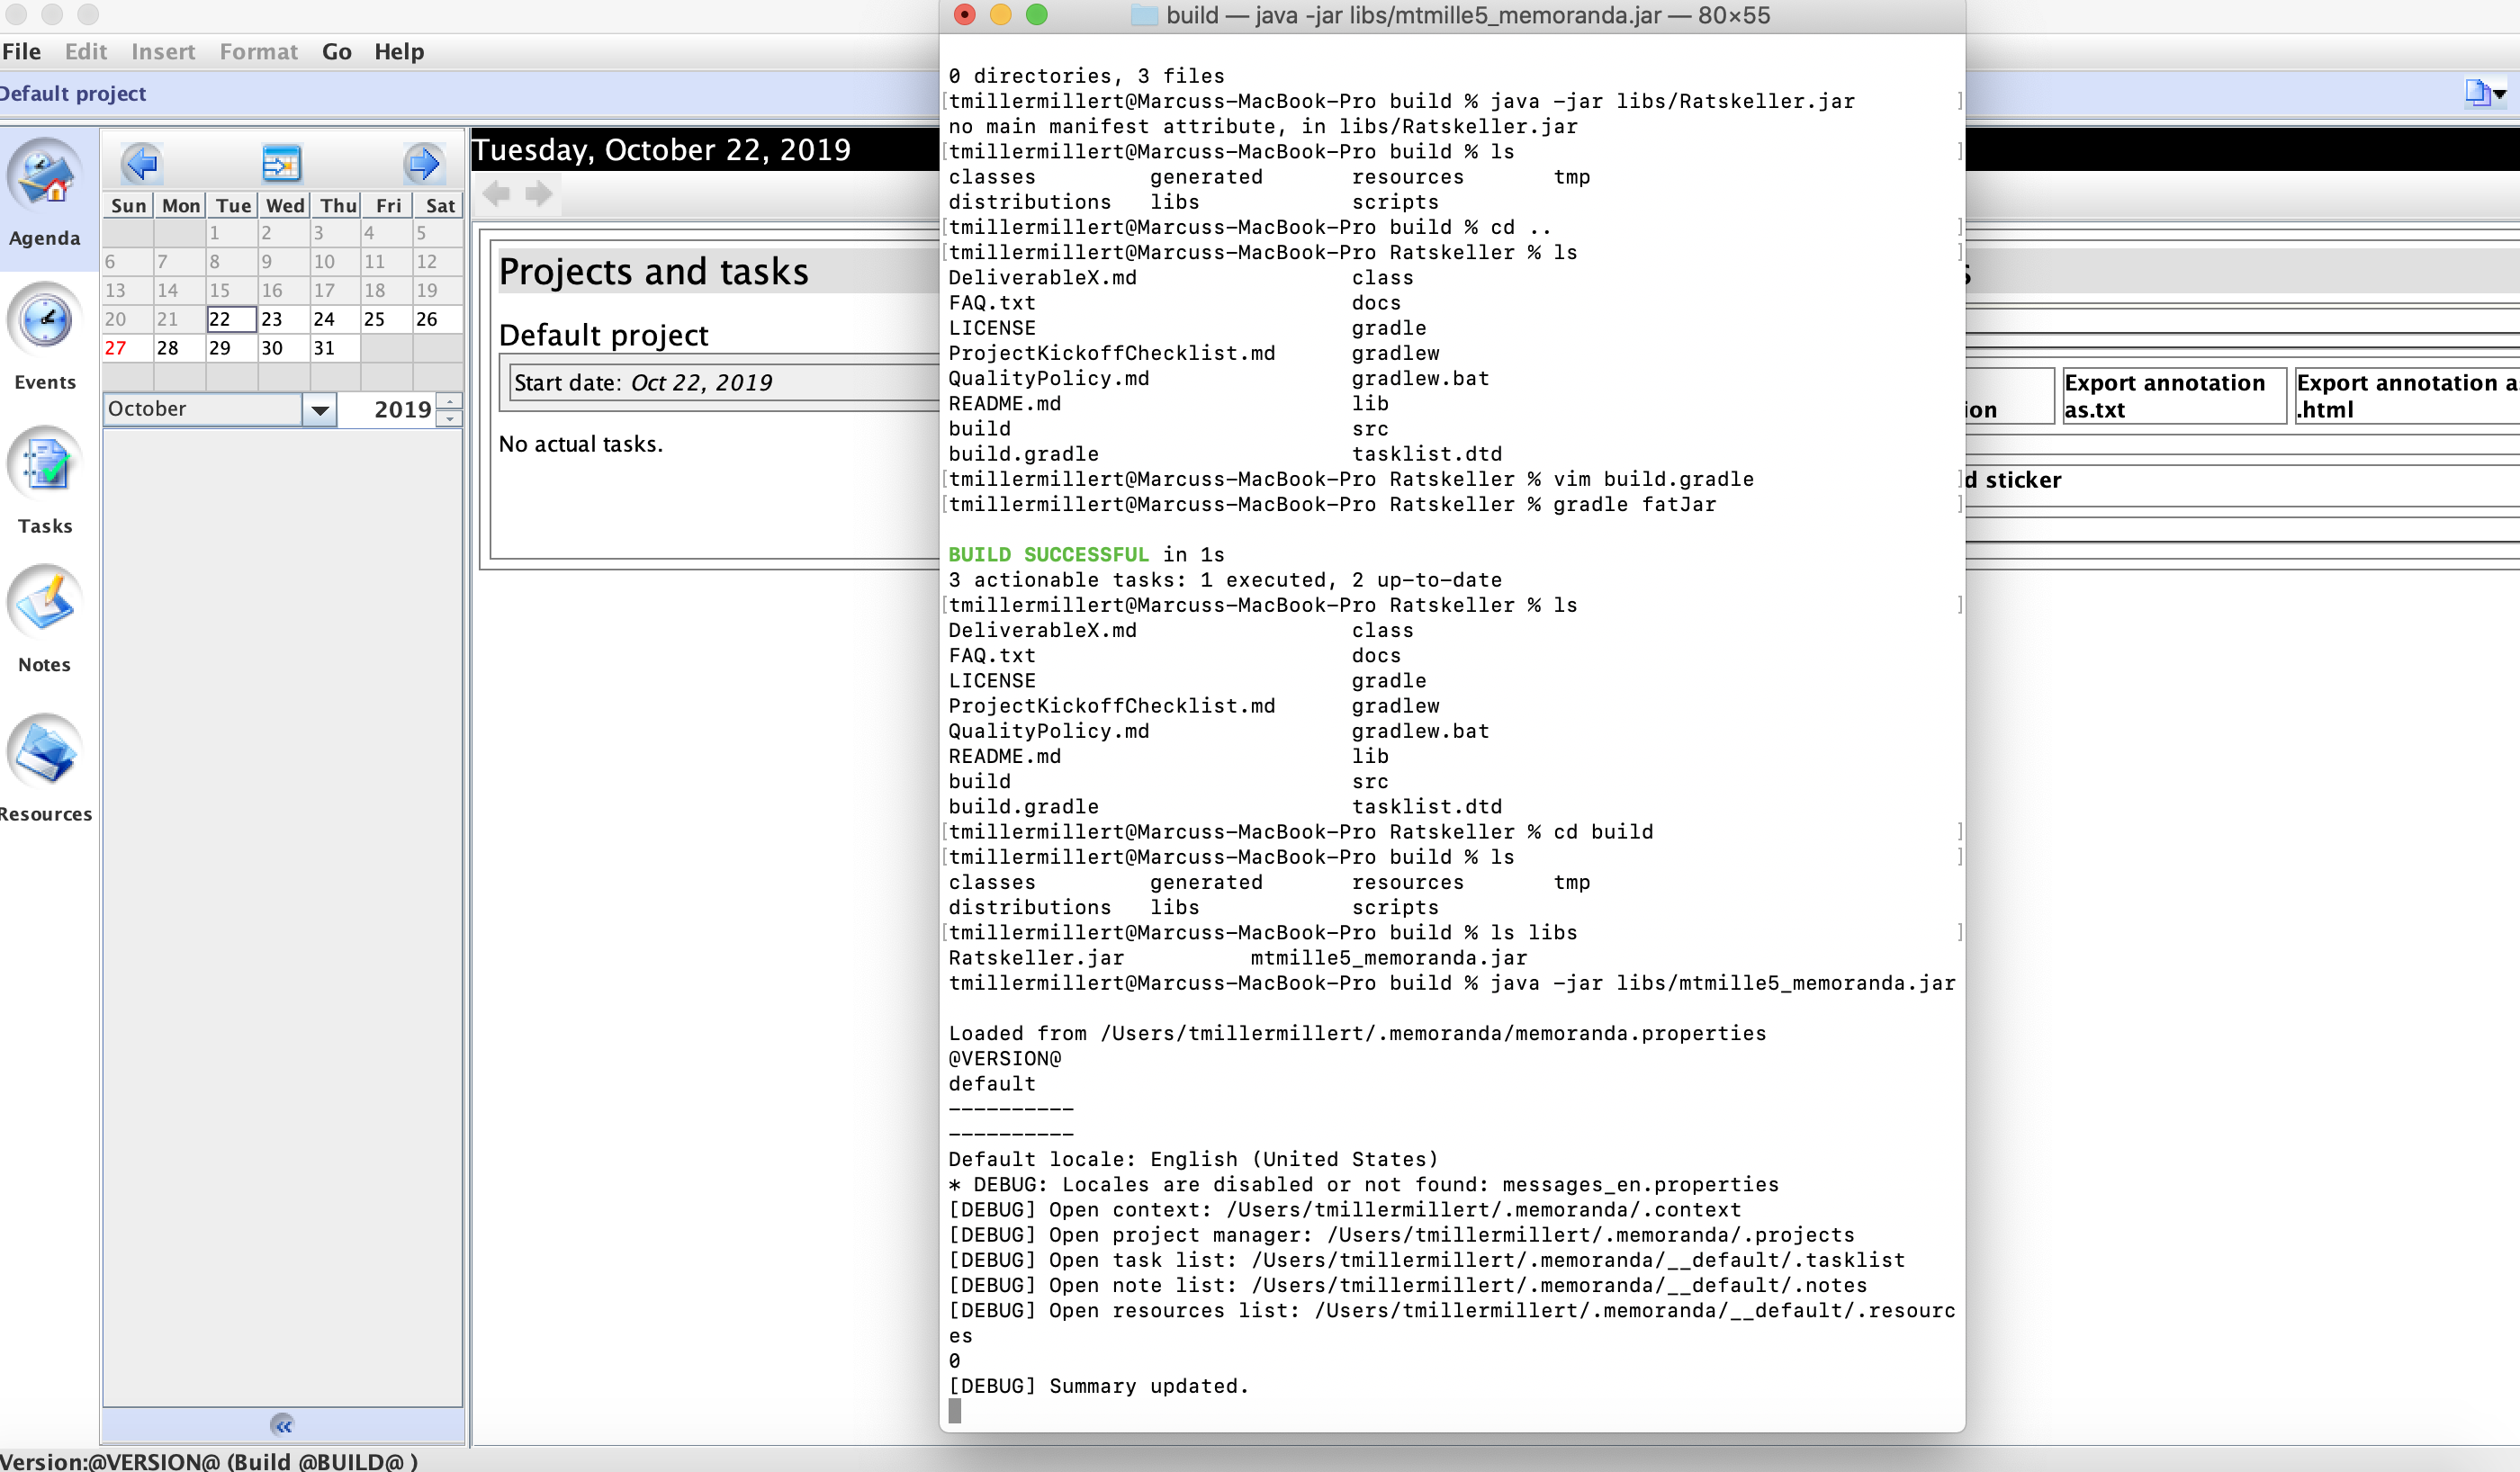 build — java -jar libs/mtmille5_memoranda.jar — 80×55
File Edit Insert Format Go Help
Default project
Agenda
Events
Tasks
Notes
Resources
Sun Mon Tue Wed Thu Fri Sat
1 2 3 4 5
6 7 8 9 10 11 12
13 14 15 16 17 18 19
20 21 22 23 24 25 26
27 28 29 30 31
October 2019
Tuesday, October 22, 2019
Projects and tasks
Default project
Start date: Oct 22, 2019
No actual tasks.
0 directories, 3 files
[tmillermillert@Marcuss-MacBook-Pro build % java -jar libs/Ratskeller.jar ]
no main manifest attribute, in libs/Ratskeller.jar
[tmillermillert@Marcuss-MacBook-Pro build % ls ]
classes generated resources tmp
distributions libs scripts
[tmillermillert@Marcuss-MacBook-Pro build % cd .. ]
[tmillermillert@Marcuss-MacBook-Pro Ratskeller % ls ]
DeliverableX.md class
FAQ.txt docs
LICENSE gradle
ProjectKickoffChecklist.md gradlew
QualityPolicy.md gradlew.bat
README.md lib
build src
build.gradle tasklist.dtd
[tmillermillert@Marcuss-MacBook-Pro Ratskeller % vim build.gradle ]
[tmillermillert@Marcuss-MacBook-Pro Ratskeller % gradle fatJar ]
BUILD SUCCESSFUL in 1s
3 actionable tasks: 1 executed, 2 up-to-date
[tmillermillert@Marcuss-MacBook-Pro Ratskeller % ls ]
DeliverableX.md class
FAQ.txt docs
LICENSE gradle
ProjectKickoffChecklist.md gradlew
QualityPolicy.md gradlew.bat
README.md lib
build src
build.gradle tasklist.dtd
[tmillermillert@Marcuss-MacBook-Pro Ratskeller % cd build ]
[tmillermillert@Marcuss-MacBook-Pro build % ls ]
classes generated resources tmp
distributions libs scripts
[tmillermillert@Marcuss-MacBook-Pro build % ls libs ]
Ratskeller.jar mtmille5_memoranda.jar
tmillermillert@Marcuss-MacBook-Pro build % java -jar libs/mtmille5_memoranda.jar
Loaded from /Users/tmillermillert/.memoranda/memoranda.properties
@VERSION@
default
----------
----------
Default locale: English (United States)
* DEBUG: Locales are disabled or not found: messages_en.properties
[DEBUG] Open context: /Users/tmillermillert/.memoranda/.context
[DEBUG] Open project manager: /Users/tmillermillert/.memoranda/.projects
[DEBUG] Open task list: /Users/tmillermillert/.memoranda/__default/.tasklist
[DEBUG] Open note list: /Users/tmillermillert/.memoranda/__default/.notes
[DEBUG] Open resources list: /Users/tmillermillert/.memoranda/__default/.resourc
es
0
[DEBUG] Summary updated.
s
ion
Export annotation
as.txt
Export annotation a
.html
d sticker
Version:@VERSION@ (Build @BUILD@ )